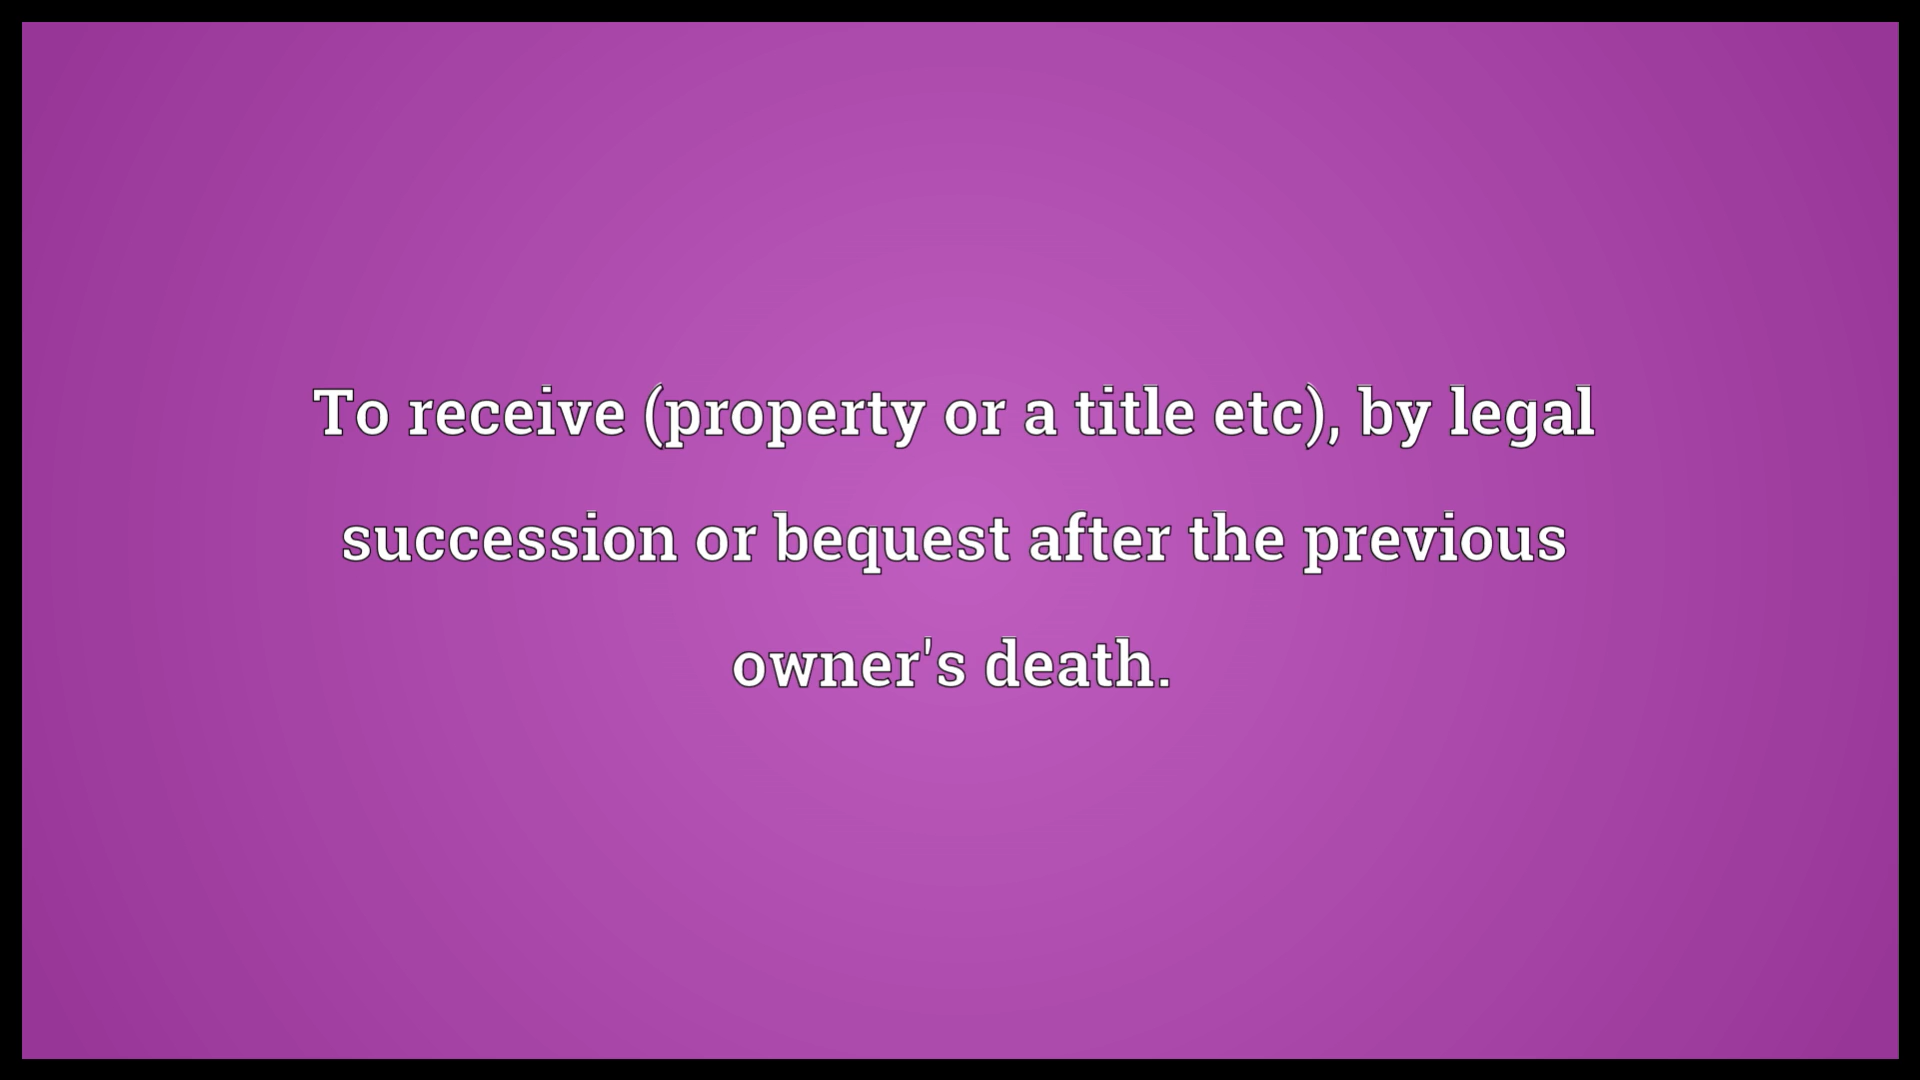 To receive (property or a title etc), by legal
succession or bequest after the previous
owner's death.